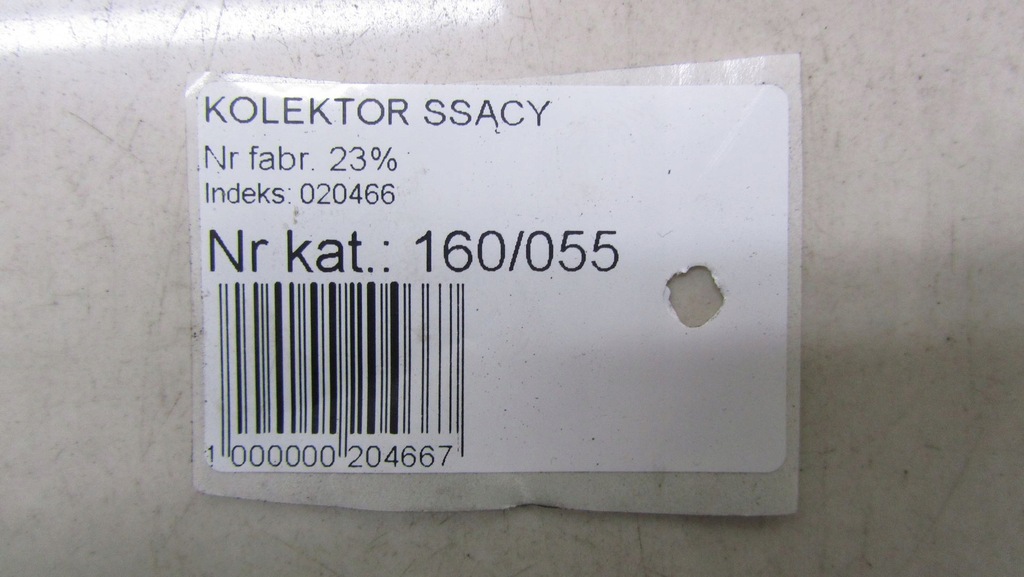 KOLEKTOR SSĄCY
Nr fabr. 23%
Indeks: 020466
Nr kat.: 160/055
1 000000 204667